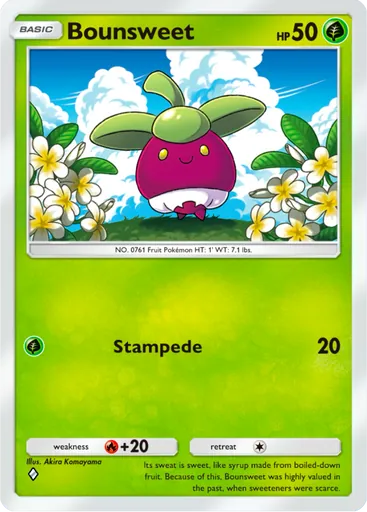 BASIC Bounsweet HP 50
NO. 0761 Fruit Pokémon HT: 1' WT: 7.1 lbs.
Stampede 20
weakness +20 retreat
Illus. Akira Komayama
Its sweat is sweet, like syrup made from boiled-down
fruit. Because of this, Bounsweet was highly valued in
the past, when sweeteners were scarce.